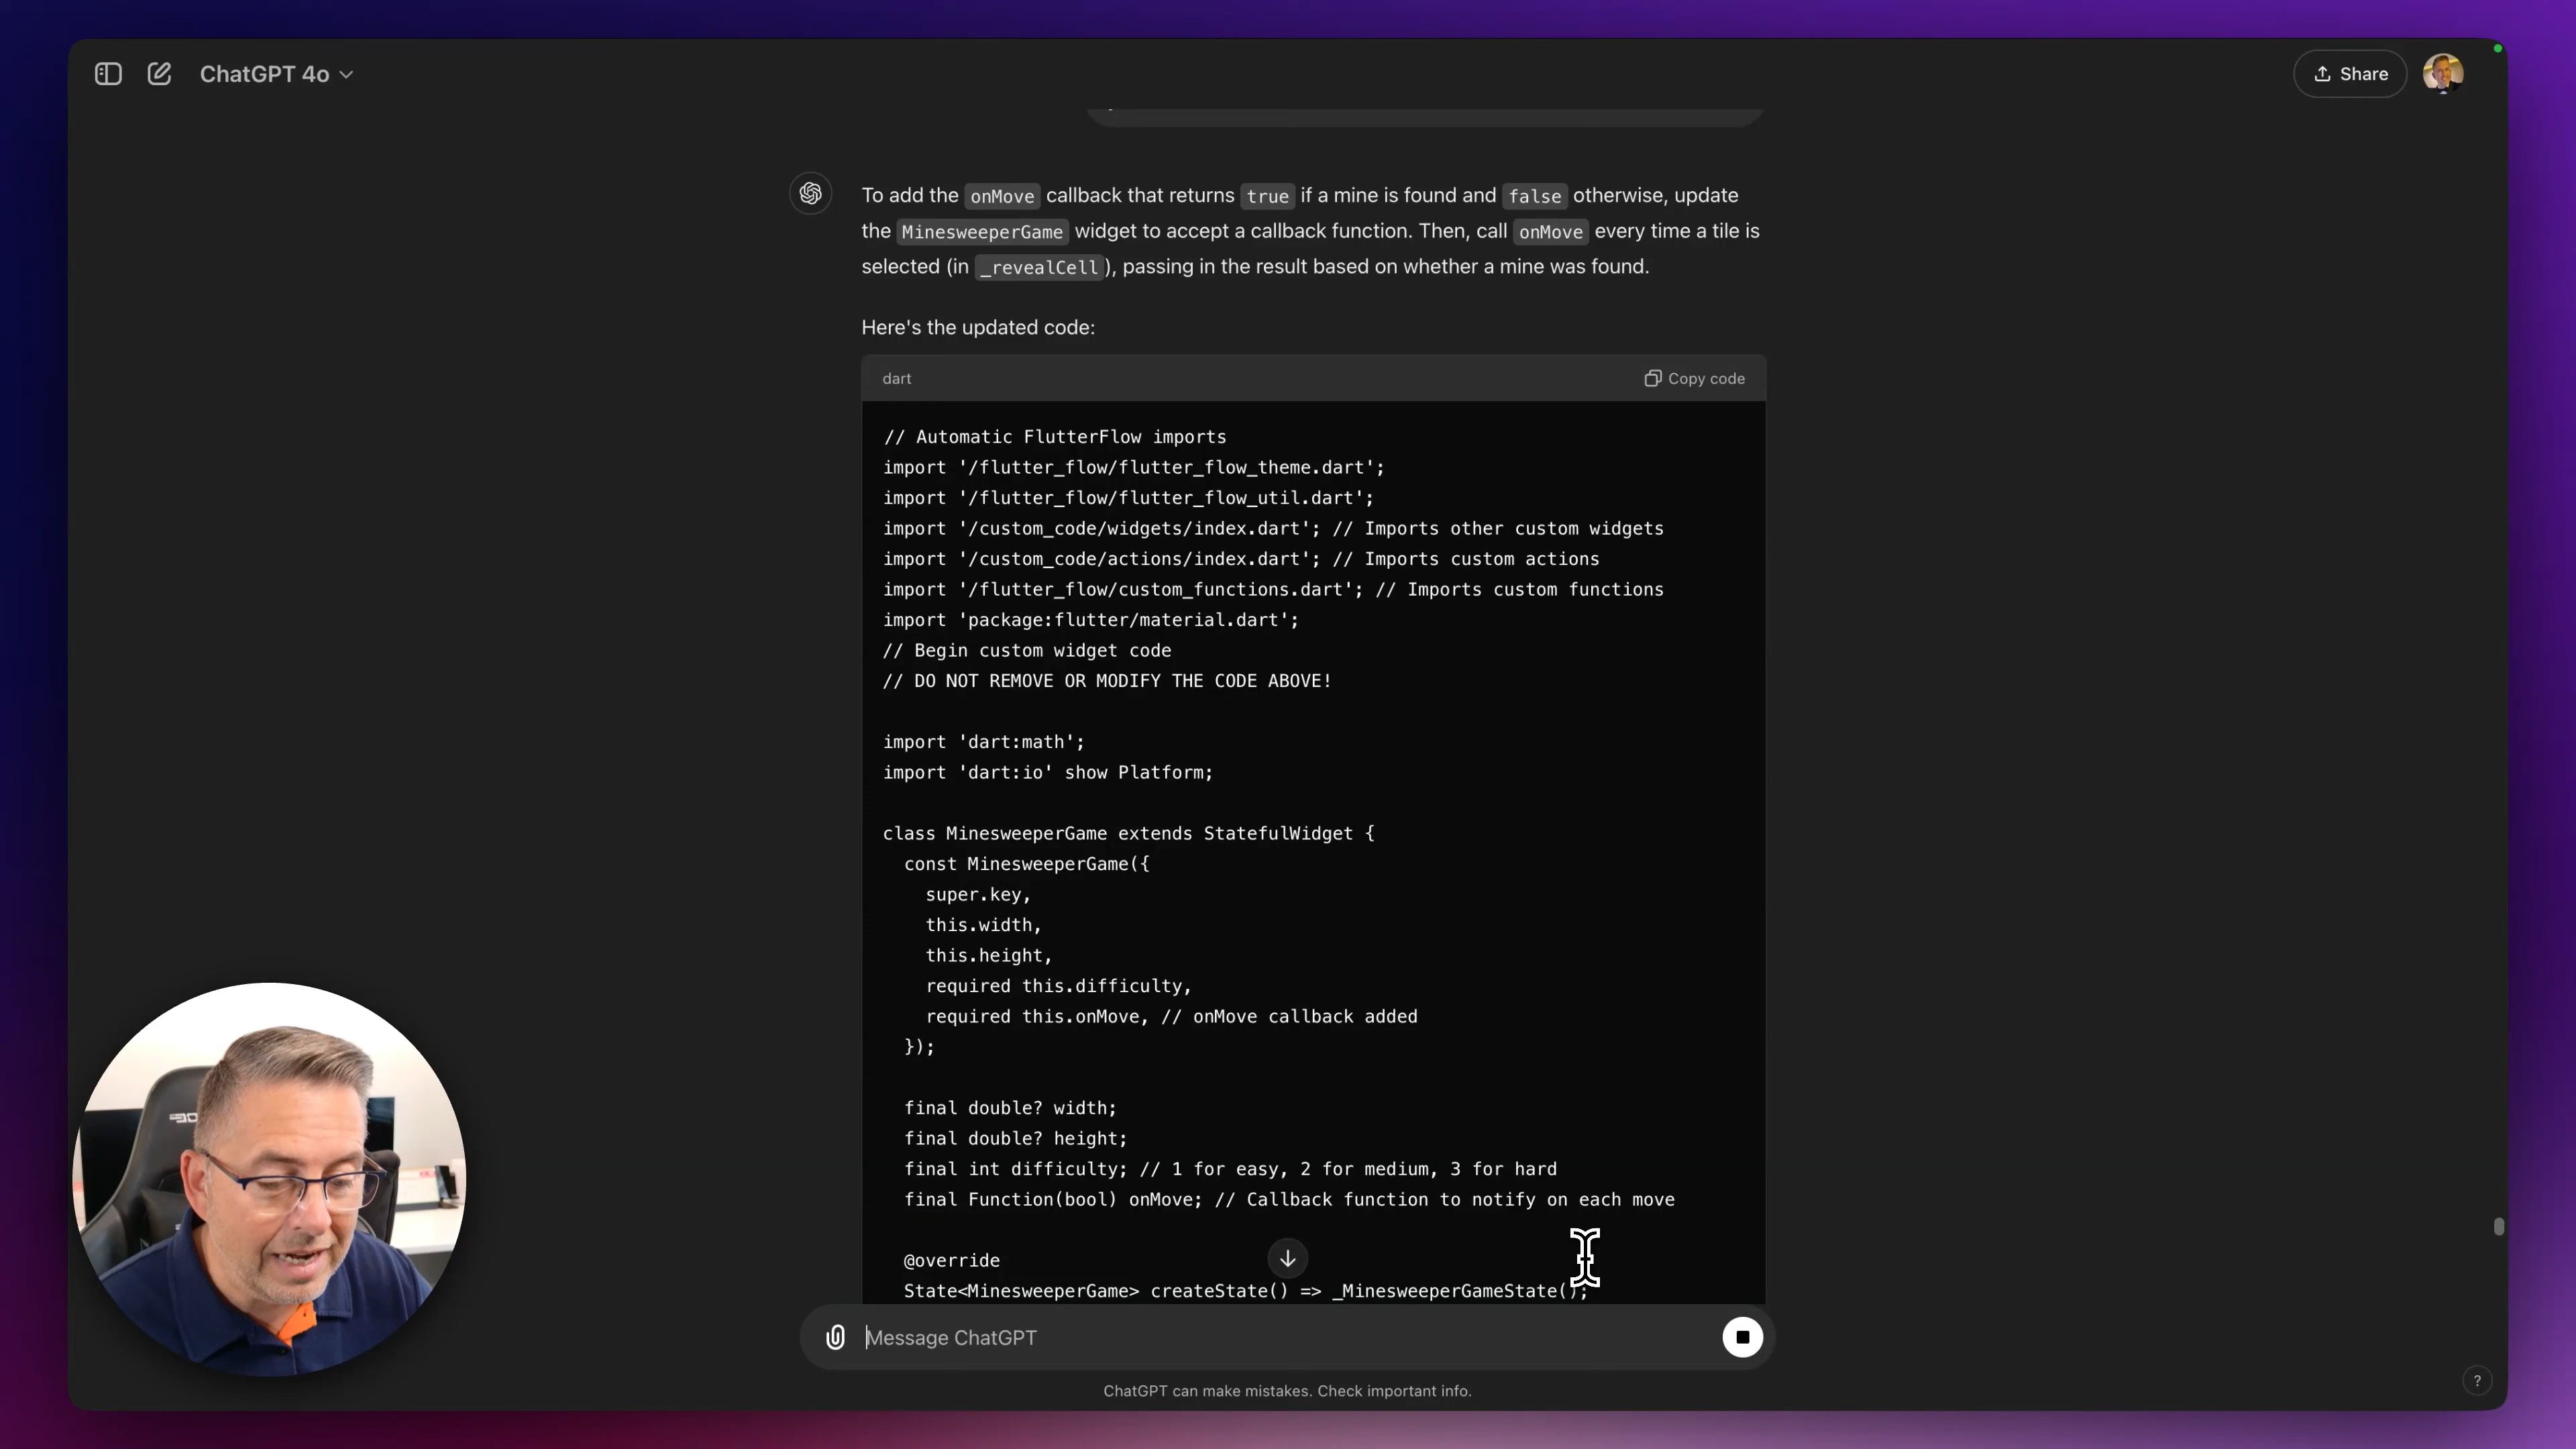 ChatGPT 4o
Share
To add the onMove callback that returns true if a mine is found and false otherwise, update
the MinesweeperGame widget to accept a callback function. Then, call onMove every time a tile is
selected (in _revealCell), passing in the result based on whether a mine was found.
Here's the updated code:
dart
Copy code
// Automatic FlutterFlow imports
import '/flutter_flow/flutter_flow_theme.dart';
import '/flutter_flow/flutter_flow_util.dart';
import '/custom_code/widgets/index.dart'; // Imports other custom widgets
import '/custom_code/actions/index.dart'; // Imports custom actions
import '/flutter_flow/custom_functions.dart'; // Imports custom functions
import 'package:flutter/material.dart';
// Begin custom widget code
// DO NOT REMOVE OR MODIFY THE CODE ABOVE!
import 'dart:math';
import 'dart:io' show Platform;
class MinesweeperGame extends StatefulWidget {
const MinesweeperGame({
super.key,
this.width,
this.height,
required this.difficulty,
required this.onMove, // onMove callback added
});
final double? width;
final double? height;
final int difficulty; // 1 for easy, 2 for medium, 3 for hard
final Function(bool) onMove; // Callback function to notify on each move
@override
State<MinesweeperGame> createState() => _MinesweeperGameState();
Message ChatGPT
ChatGPT can make mistakes. Check important info.
?